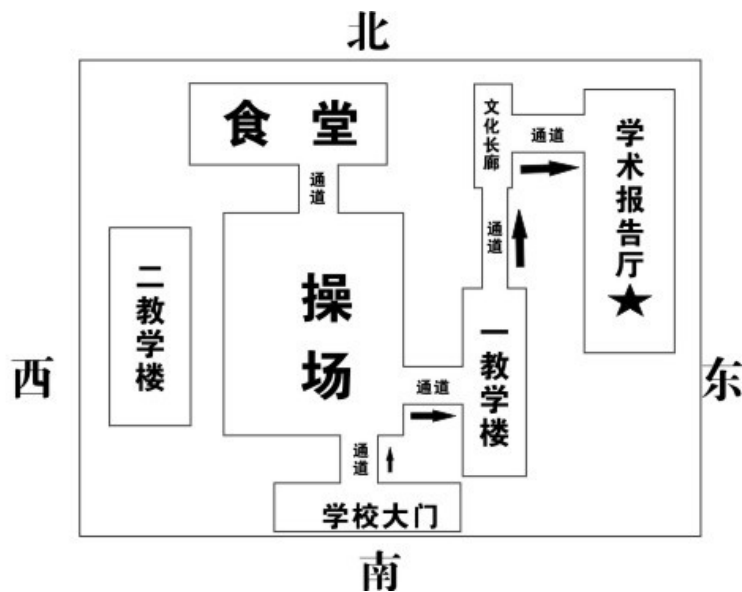 北
食堂
文化长廊
通道
学术报告厅
通道
通道
二教学楼
操场
一教学楼
西
东
通道
通道
学校大门
南